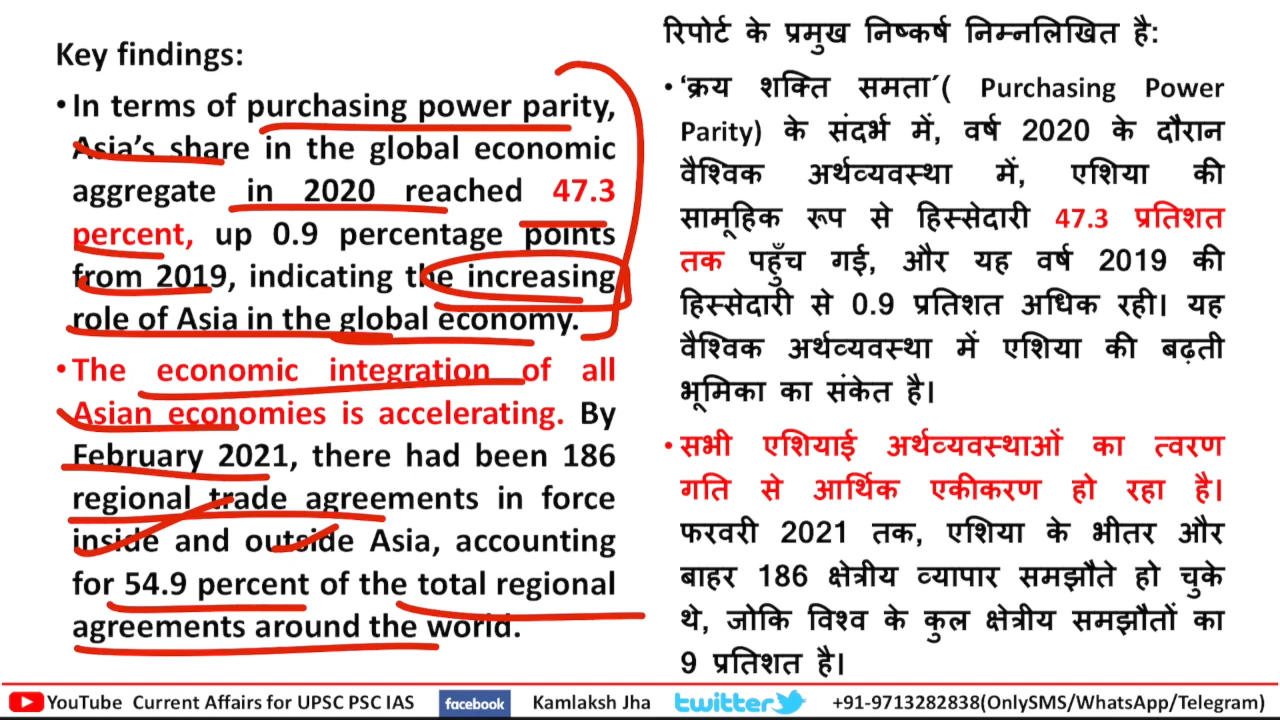 Key findings:
• In terms of purchasing power parity,
Asia's share in the global economic
aggregate in 2020 reached 47.3
percent, up 0.9 percentage points
from 2019, indicating the increasing
role of Asia in the global economy.
• The economic integration of all
Asian economies is accelerating. By
February 2021, there had been 186
regional trade agreements in force
inside and outside Asia, accounting
for 54.9 percent of the total regional
agreements around the world.
रिपोर्ट के प्रमुख निष्कर्ष निम्नलिखित है:
• ‘क्रय शक्ति समता´( Purchasing Power
Parity) के संदर्भ में, वर्ष 2020 के दौरान
वैश्विक अर्थव्यवस्था में, एशिया की
सामूहिक रूप से हिस्सेदारी 47.3 प्रतिशत
तक पहुँच गई, और यह वर्ष 2019 की
हिस्सेदारी से 0.9 प्रतिशत अधिक रही। यह
वैश्विक अर्थव्यवस्था में एशिया की बढ़ती
भूमिका का संकेत है।
• सभी एशियाई अर्थव्यवस्थाओं का त्वरण
गति से आर्थिक एकीकरण हो रहा है।
फरवरी 2021 तक, एशिया के भीतर और
बाहर 186 क्षेत्रीय व्यापार समझौते हो चुके
थे, जोकि विश्व के कुल क्षेत्रीय समझौतों का
9 प्रतिशत है।
YouTube Current Affairs for UPSC PSC IAS facebook Kamlaksh Jha twitter +91-9713282838(OnlySMS/WhatsApp/Telegram)